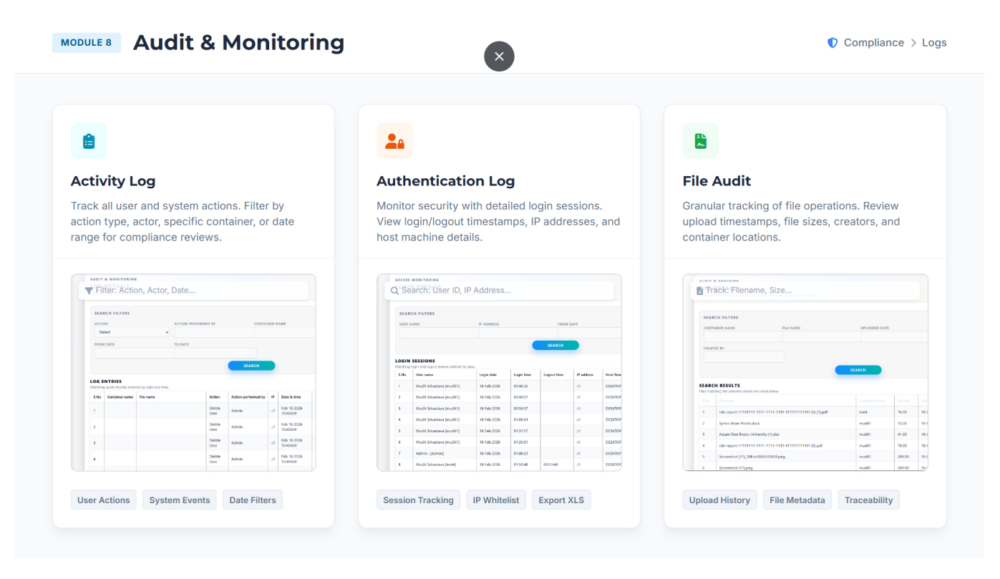 MODULE 8
Audit & Monitoring
Compliance > Logs
Activity Log
Track all user and system actions. Filter by
action type, actor, specific container, or date
range for compliance reviews.
AUDIT & MONITORING
Filter: Action, Actor, Date...
SEARCH FILTERS
ACTION ACTION PERFORMED BY CONTAINER NAME
Select
FROM DATE TO DATE
SEARCH
LOG ENTRIES
Matching audit records ordered by date and time.
S.No Container name File name Action Action performed by IP Date & time
1 Delete User Admin ::1 Feb 18 2026 10:40AM
2 Delete User Admin ::1 Feb 18 2026 10:40AM
3 Delete User Admin ::1 Feb 18 2026 10:40AM
4 Delete User Admin ::1 Feb 18 2026 10:40AM
User Actions System Events Date Filters
Authentication Log
Monitor security with detailed login sessions.
View login/logout timestamps, IP addresses, and
host machine details.
ACCESS MONITORING
Search: User ID, IP Address...
SEARCH FILTERS
USER NAME IP ADDRESS FROM DATE
SEARCH
LOGIN SESSIONS
Matching login and logout events ordered by date.
S.No User name Login date Login time Logout time IP address Host Nam
1 Mudit Srivastava [mudit1] 18 Feb 2026 00:46:32 ::1 DESKTOP
2 Mudit Srivastava [mudit1] 18 Feb 2026 00:49:57 ::1 DESKTOP
3 Mudit Srivastava [mudit1] 18 Feb 2026 00:56:37 ::1 DESKTOP
4 Mudit Srivastava [mudit1] 18 Feb 2026 01:08:54 ::1 DESKTOP
5 Mudit Srivastava [mudit1] 18 Feb 2026 01:31:57 ::1 DESKTOP
6 Mudit Srivastava [mudit1] 18 Feb 2026 01:35:01 ::1 DESKTOP
7 Admin . [Admin] 18 Feb 2026 01:48:23 ::1 DESKTOP
8 Mudit Srivastava [test4] 18 Feb 2026 01:50:48 01:51:40 ::1 DESKTOP
Session Tracking IP Whitelist Export XLS
File Audit
Granular tracking of file operations. Review
upload timestamps, file sizes, creators, and
container locations.
AUDIT & TRACKING
Track: Filename, Size...
SEARCH FILTERS
CONTAINER NAME FILE NAME UPLOADED DATE
CREATED BY
SEARCH
SEARCH RESULTS
Files matching the selected criteria are listed below.
S.No File name Container name
1 risk-report-11111111-1111-1111-1111-111111111111 (5) (1).pdf test4 76.00
2 Syrma Mom Points.docx mudit1 15.00
3 Assam Don Bosco University (1).xlsx mudit1 41.00
4 risk-report-11111111-1111-1111-1111-111111111111 (5).pdf mudit1 76.00
5 Screenshot (11)_18Feb2026125828.png mudit1 289.00
6 Screenshot (11).png mudit1 289.00
Upload History File Metadata Traceability